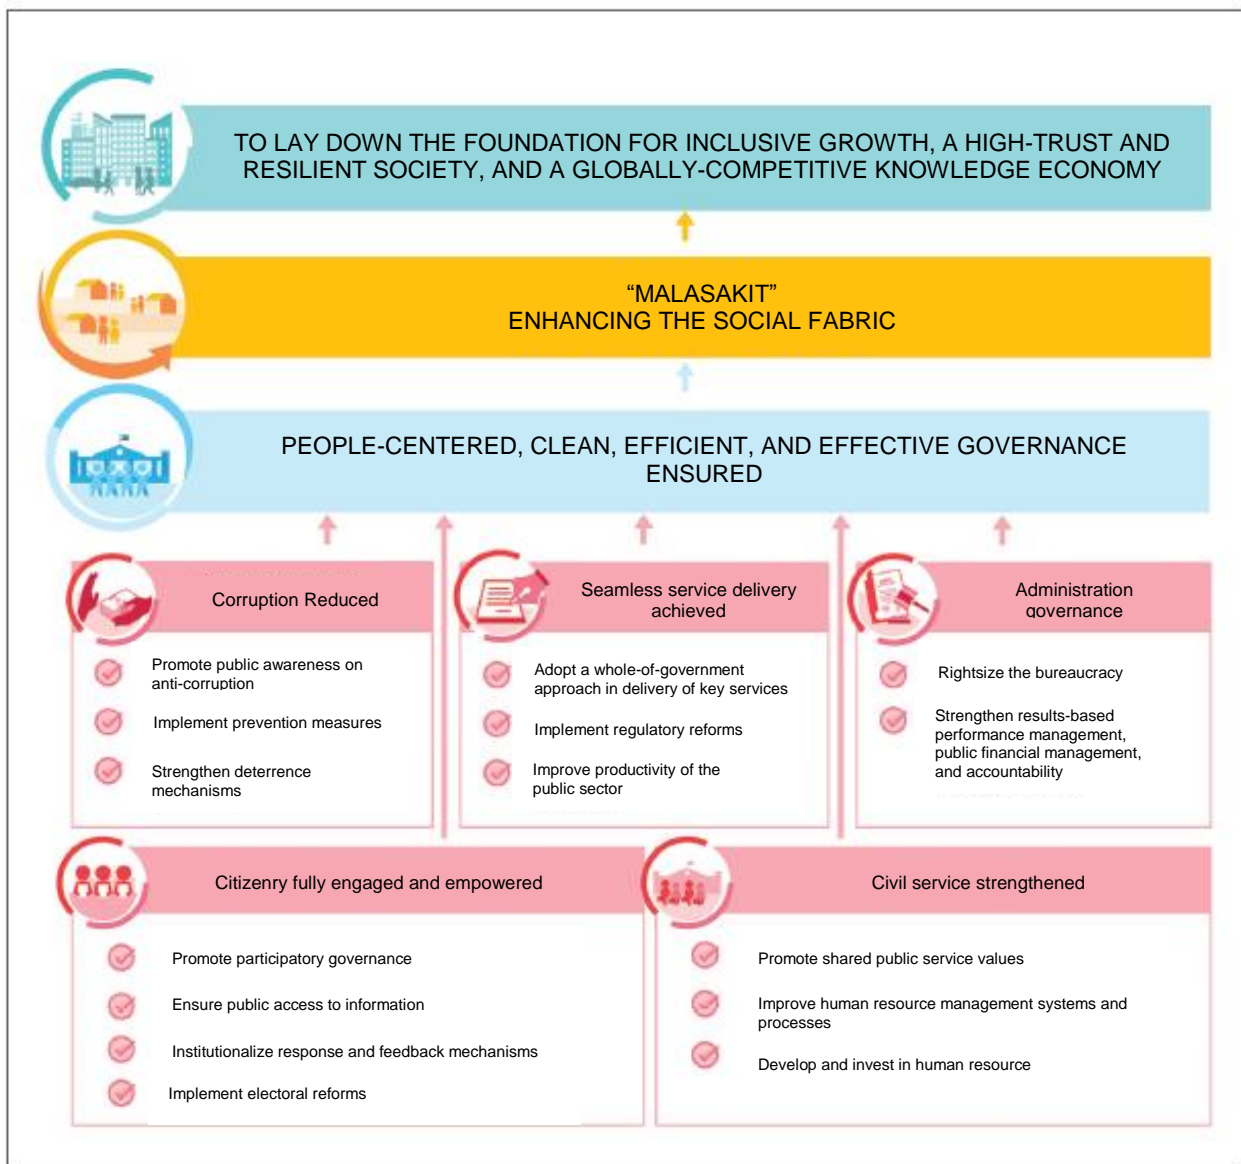 TO LAY DOWN THE FOUNDATION FOR INCLUSIVE GROWTH, A HIGH-TRUST AND
RESILIENT SOCIETY, AND A GLOBALLY-COMPETITIVE KNOWLEDGE ECONOMY
“MALASAKIT”
ENHANCING THE SOCIAL FABRIC
PEOPLE-CENTERED, CLEAN, EFFICIENT, AND EFFECTIVE GOVERNANCE
ENSURED
Corruption Reduced
Promote public awareness on
anti-corruption
Implement prevention measures
Strengthen deterrence
mechanisms
Seamless service delivery
achieved
Adopt a whole-of-government
approach in delivery of key services
Implement regulatory reforms
Improve productivity of the
public sector
Administration
governance
Rightsize the bureaucracy
Strengthen results-based
performance management,
public financial management,
and accountability
Citizenry fully engaged and empowered
Promote participatory governance
Ensure public access to information
Institutionalize response and feedback mechanisms
Implement electoral reforms
Civil service strengthened
Promote shared public service values
Improve human resource management systems and
processes
Develop and invest in human resource